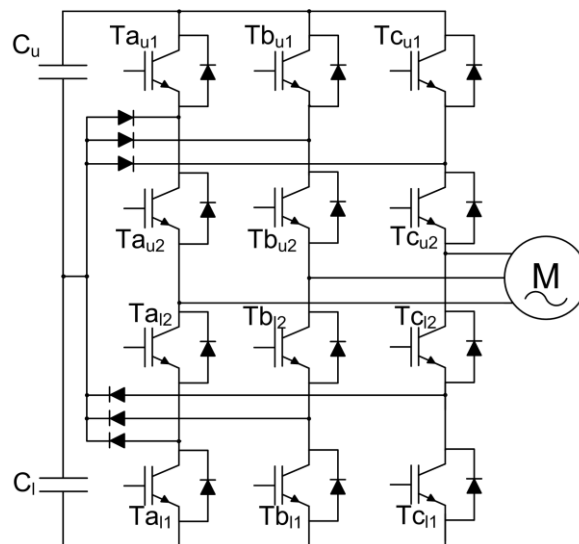 Cu Tau1 Tbu1 Tcu1
Tau2 Tbu2 Tcu2
M
Tal2 Tbl2 Tcl2
Cl Tal1 Tbl1 Tcl1